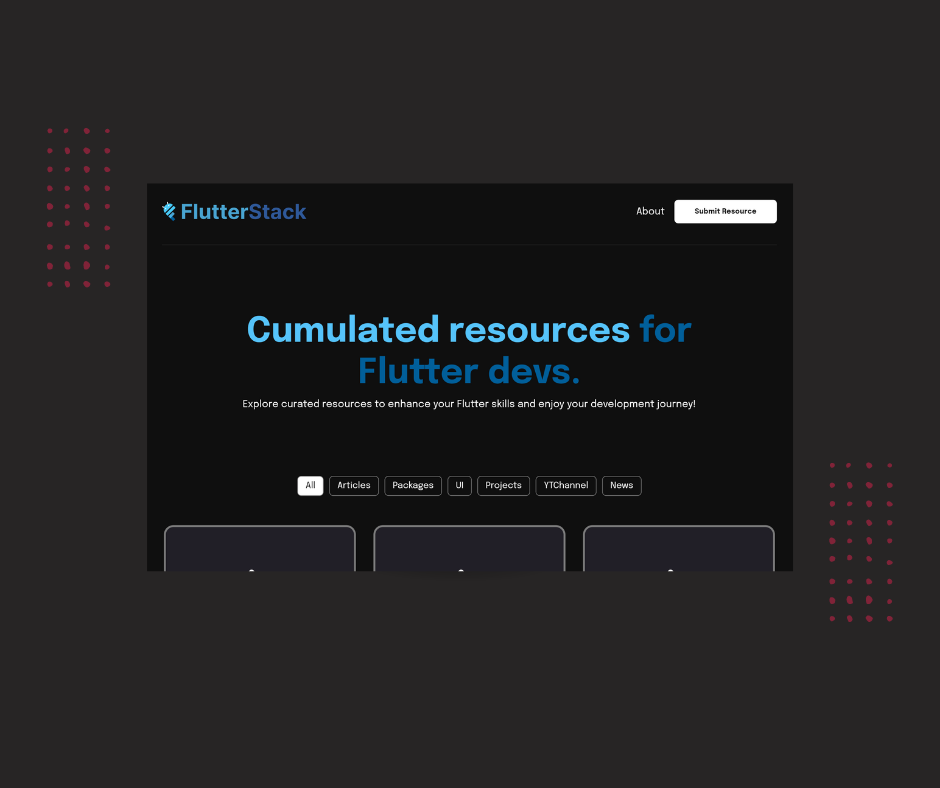 FlutterStack
About
Submit Resource
Cumulated resources for
Flutter devs.
Explore curated resources to enhance your Flutter skills and enjoy your development journey!
All
Articles
Packages
UI
Projects
YTChannel
News